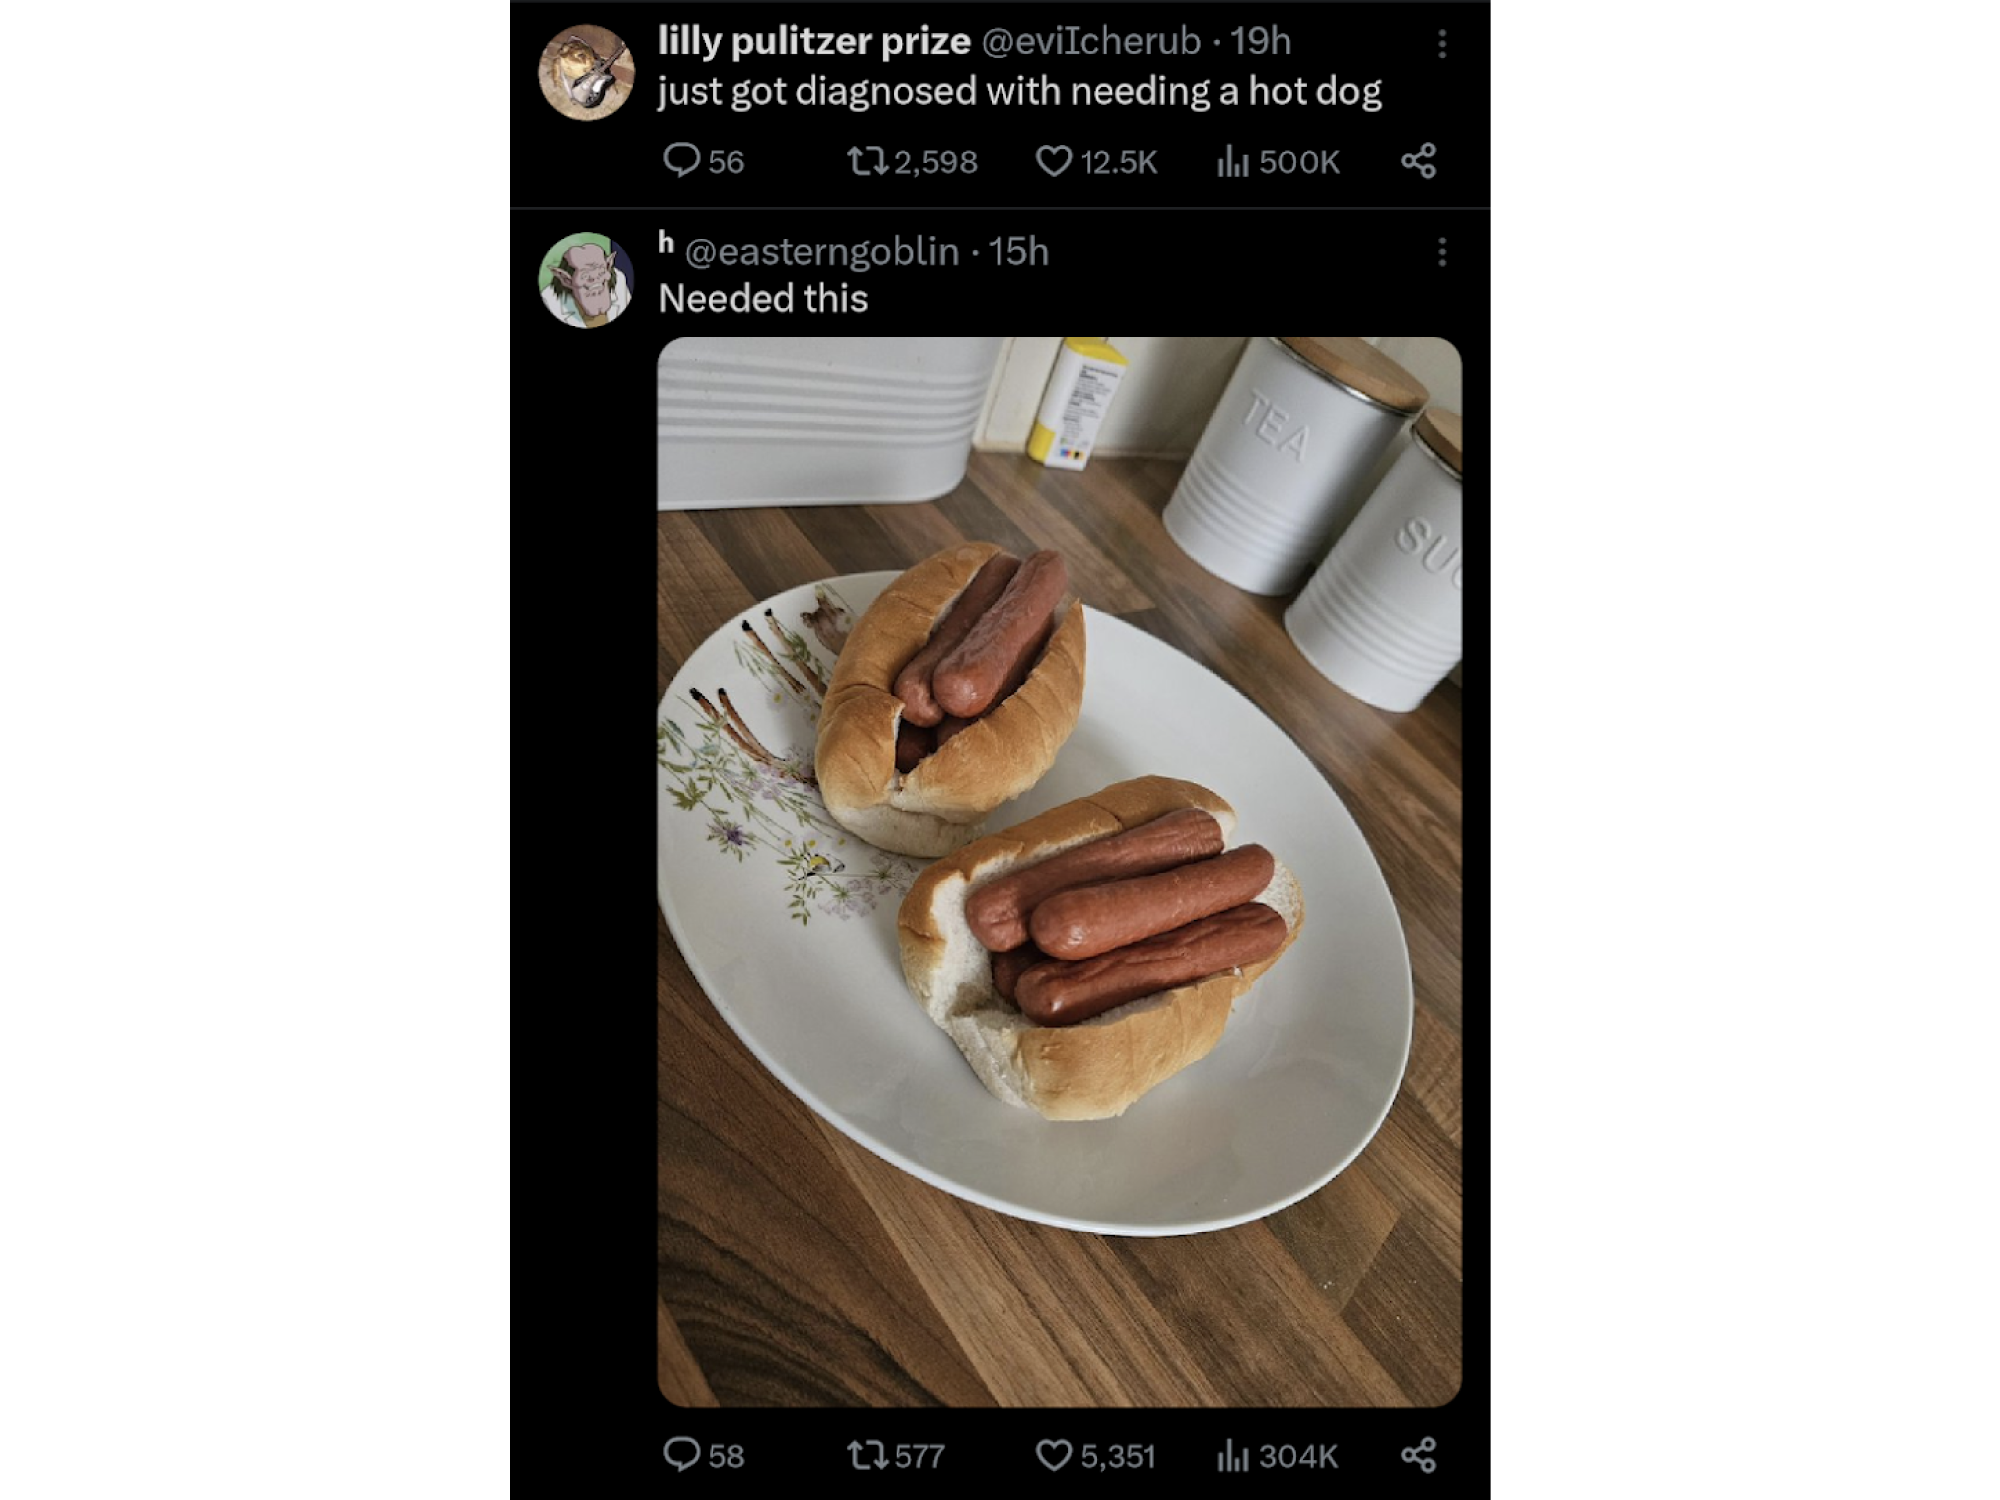 lilly pulitzer prize @eviIcherub · 19h
just got diagnosed with needing a hot dog
56 2,598 12.5K 500K
h @easterngoblin · 15h
Needed this
TEA
SU
58 577 5,351 304K